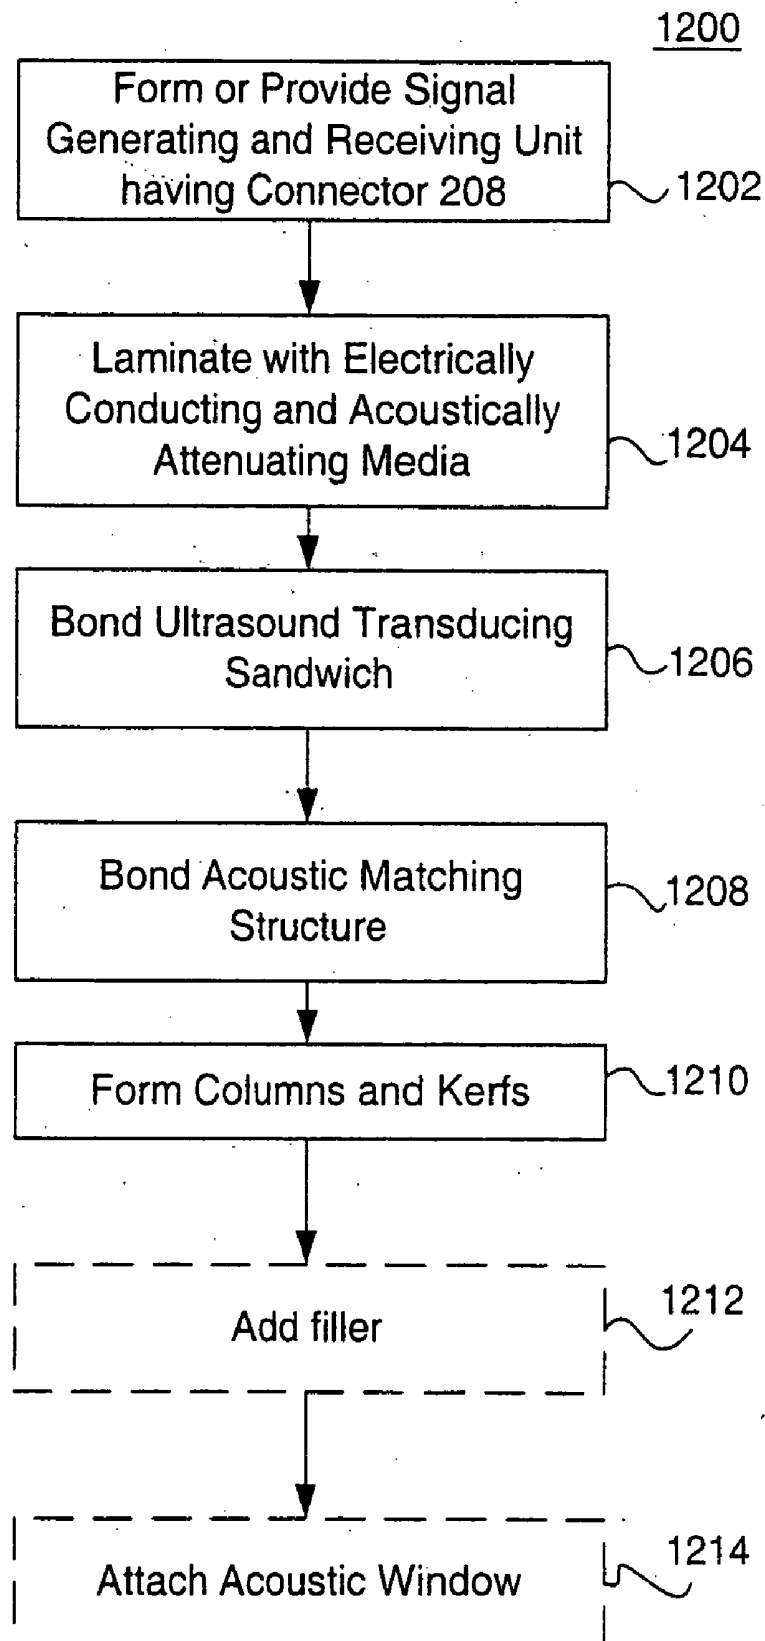 1200
Form or Provide Signal
Generating and Receiving Unit
having Connector 208
1202
Laminate with Electrically
Conducting and Acoustically
Attenuating Media
1204
Bond Ultrasound Transducing
Sandwich
1206
Bond Acoustic Matching
Structure
1208
Form Columns and Kerfs
1210
Add filler
1212
Attach Acoustic Window
1214